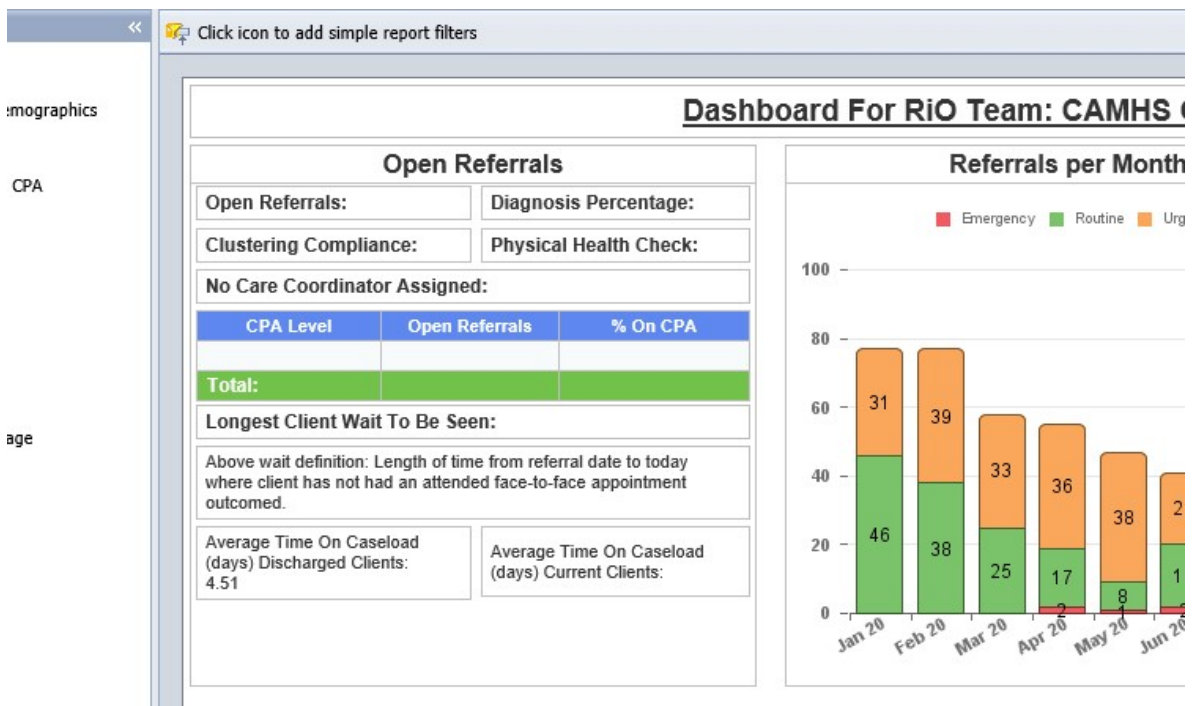 Click icon to add simple report filters
emographics
CPA
age
Dashboard For RiO Team: CAMHS
Open Referrals
Open Referrals:
Diagnosis Percentage:
Clustering Compliance:
Physical Health Check:
No Care Coordinator Assigned:
CPA Level Open Referrals % On CPA
Total:
Longest Client Wait To Be Seen:
Above wait definition: Length of time from referral date to today
where client has not had an attended face-to-face appointment
outcomed.
Average Time On Caseload
(days) Discharged Clients:
4.51
Average Time On Caseload
(days) Current Clients:
Referrals per Month
Emergency Routine Urg
100
80
60
40
20
0
31 39 33 36 38 2
46 38 25 17 8 1
2 1 2
Jan 20 Feb 20 Mar 20 Apr 20 May 20 Jun 20